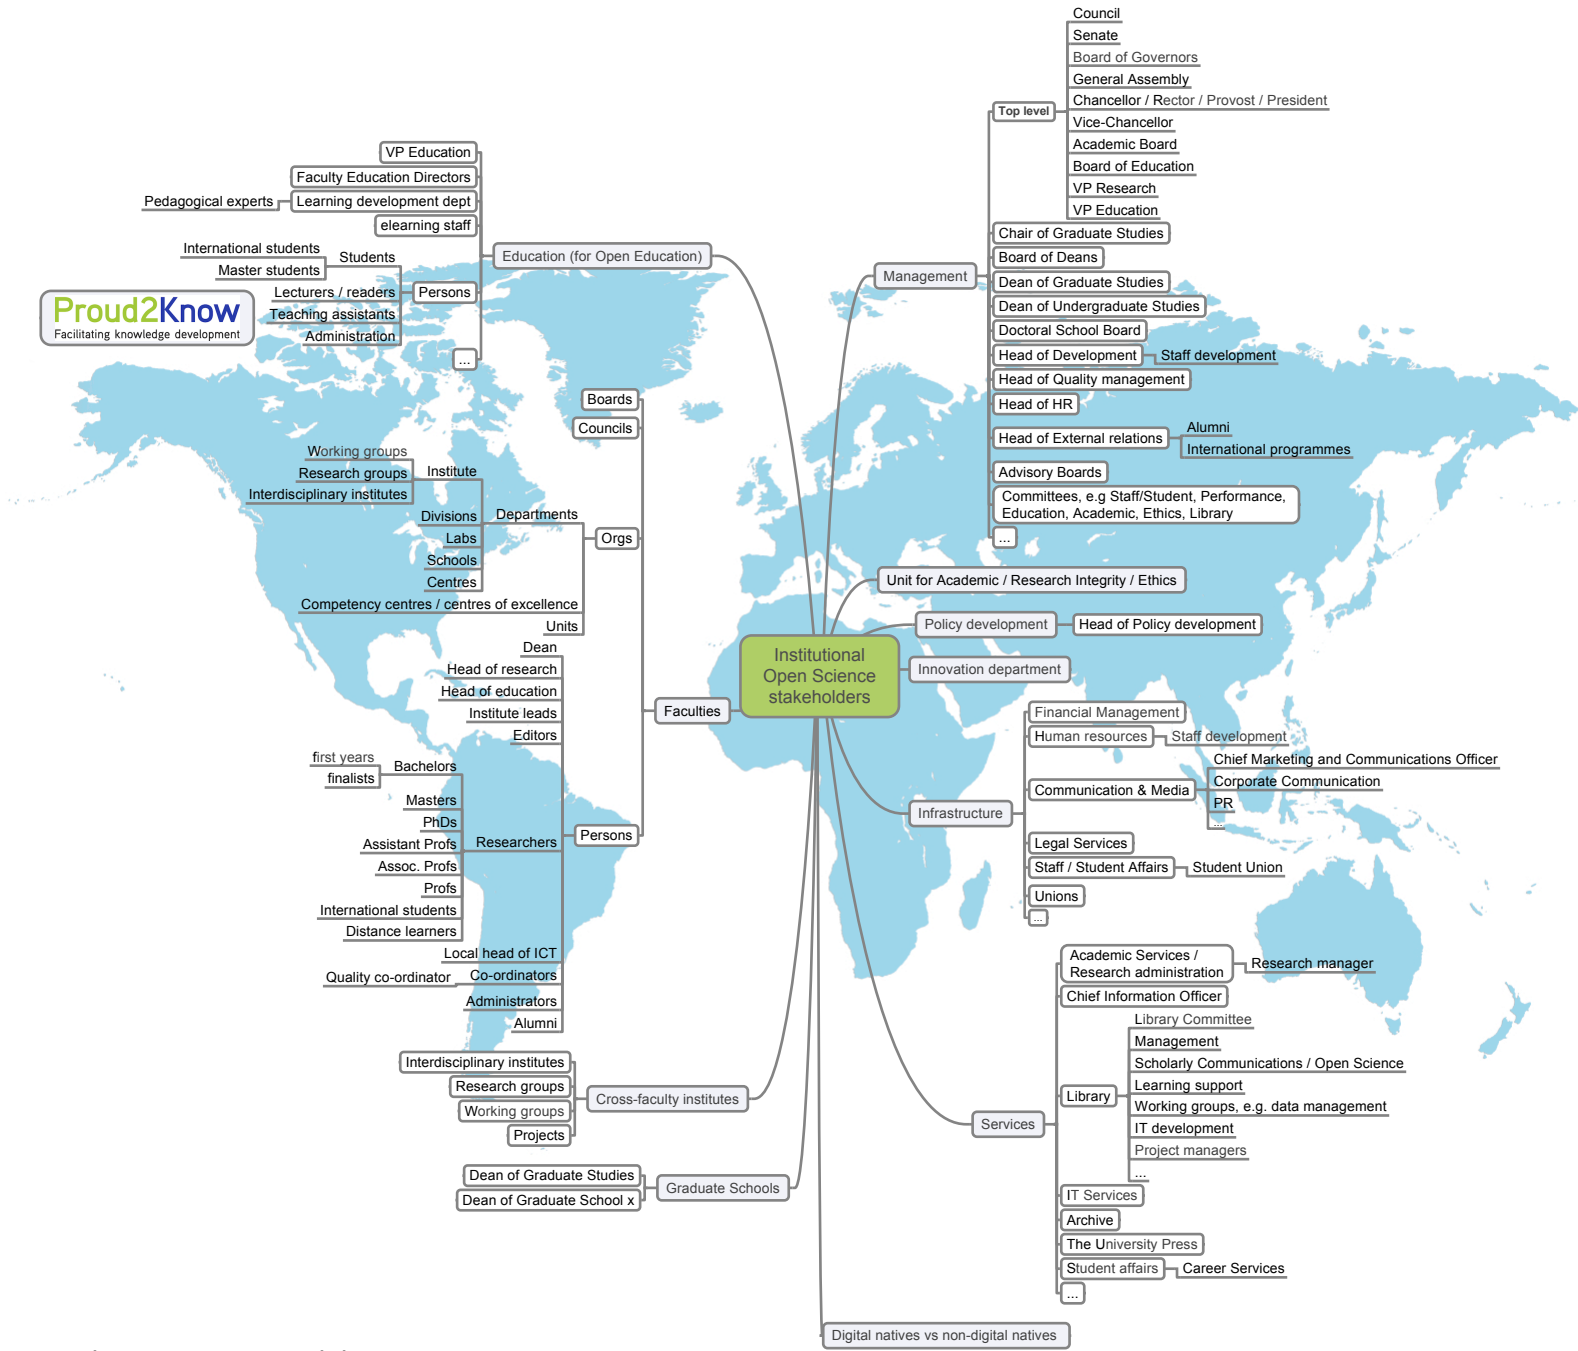 Proud2Know
Facilitating knowledge development
Institutional
Open Science
stakeholders
Education (for Open Education)
VP Education
Faculty Education Directors
Learning development dept
Pedagogical experts
elearning staff
Persons
Students
International students
Master students
Lecturers / readers
Teaching assistants
Administration
...
Faculties
Boards
Councils
Orgs
Departments
Institute
Working groups
Research groups
Interdisciplinary institutes
Divisions
Labs
Schools
Centres
Competency centres / centres of excellence
Units
Persons
Dean
Head of research
Head of education
Institute leads
Editors
Researchers
Bachelors
first years
finalists
Masters
PhDs
Assistant Profs
Assoc. Profs
Profs
International students
Distance learners
Local head of ICT
Co-ordinators
Quality co-ordinator
Administrators
Alumni
Cross-faculty institutes
Interdisciplinary institutes
Research groups
Working groups
Projects
Graduate Schools
Dean of Graduate Studies
Dean of Graduate School x
Management
Top level
Council
Senate
Board of Governors
General Assembly
Chancellor / Rector / Provost / President
Vice-Chancellor
Academic Board
Board of Education
VP Research
VP Education
Chair of Graduate Studies
Board of Deans
Dean of Graduate Studies
Dean of Undergraduate Studies
Doctoral School Board
Head of Development
Staff development
Head of Quality management
Head of HR
Head of External relations
Alumni
International programmes
Advisory Boards
Committees, e.g Staff/Student, Performance,
Education, Academic, Ethics, Library
...
Unit for Academic / Research Integrity / Ethics
Policy development
Head of Policy development
Innovation department
Infrastructure
Financial Management
Human resources
Staff development
Communication & Media
Chief Marketing and Communications Officer
Corporate Communication
PR
...
Legal Services
Staff / Student Affairs
Student Union
Unions
...
Services
Academic Services /
Research administration
Research manager
Chief Information Officer
Library
Library Committee
Management
Scholarly Communications / Open Science
Learning support
Working groups, e.g. data management
IT development
Project managers
...
IT Services
Archive
The University Press
Student affairs
Career Services
...
Digital natives vs non-digital natives